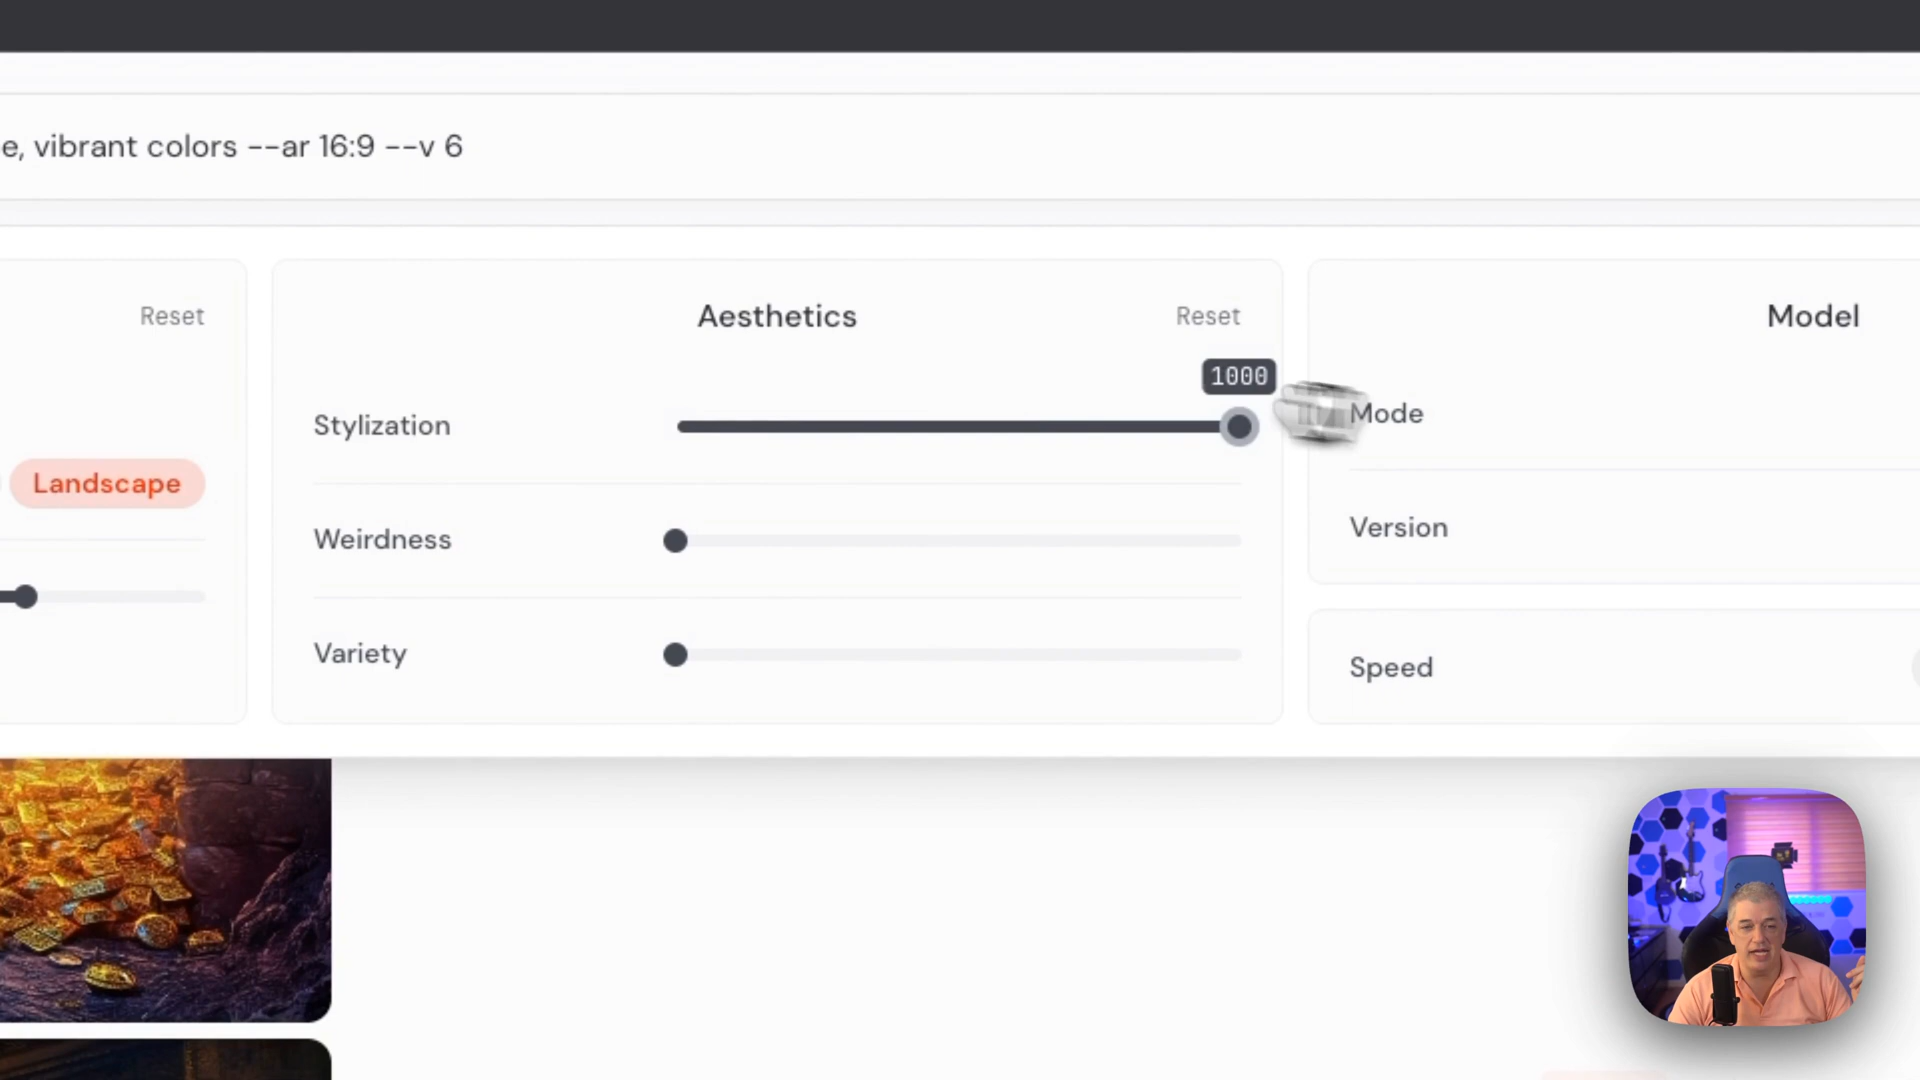 e, vibrant colors --ar 16:9 --v 6
Reset
Landscape
Aesthetics
Reset
1000
Stylization
Weirdness
Variety
Model
Mode
Version
Speed